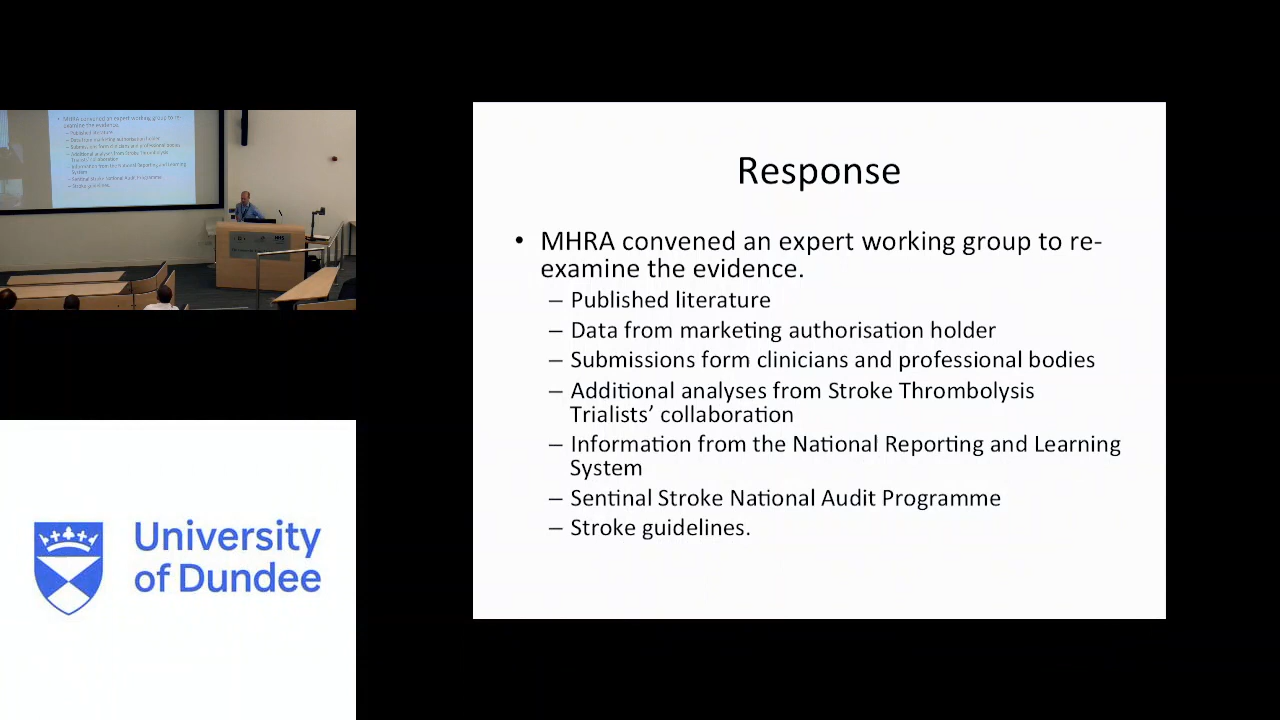 Response
• MHRA convened an expert working group to re-
examine the evidence.
– Published literature
– Data from marketing authorisation holder
– Submissions form clinicians and professional bodies
– Additional analyses from Stroke Thrombolysis
Trialists’ collaboration
– Information from the National Reporting and Learning
System
– Sentinal Stroke National Audit Programme
– Stroke guidelines.
University
of Dundee